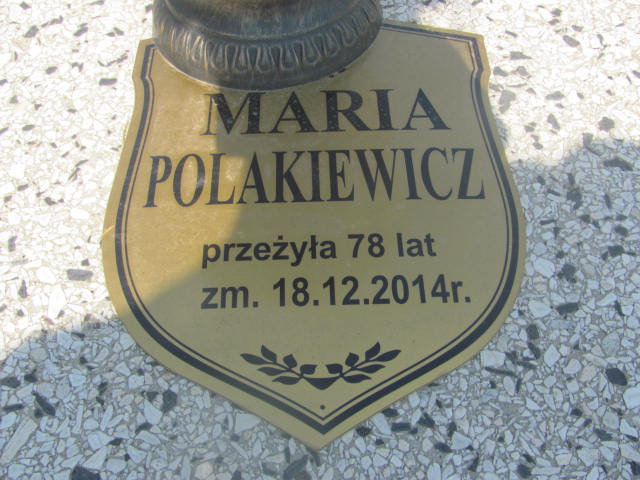 MARIA
POLAKIEWICZ
przeżyła 78 lat
zm. 18.12.2014r.